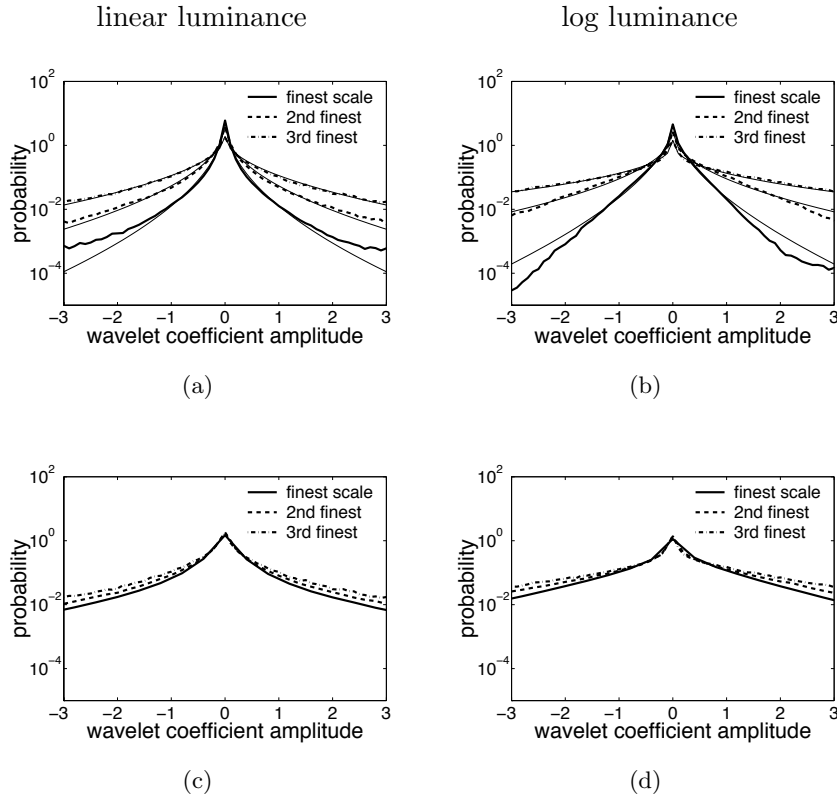 linear luminance
log luminance
10^2
10^0
10^−2
10^−4
probability
finest scale
2nd finest
3rd finest
−3 −2 −1 0 1 2 3
wavelet coefficient amplitude
(a)
10^2
10^0
10^−2
10^−4
probability
finest scale
2nd finest
3rd finest
−3 −2 −1 0 1 2 3
wavelet coefficient amplitude
(b)
10^2
10^0
10^−2
10^−4
probability
finest scale
2nd finest
3rd finest
−3 −2 −1 0 1 2 3
wavelet coefficient amplitude
(c)
10^2
10^0
10^−2
10^−4
probability
finest scale
2nd finest
3rd finest
−3 −2 −1 0 1 2 3
wavelet coefficient amplitude
(d)